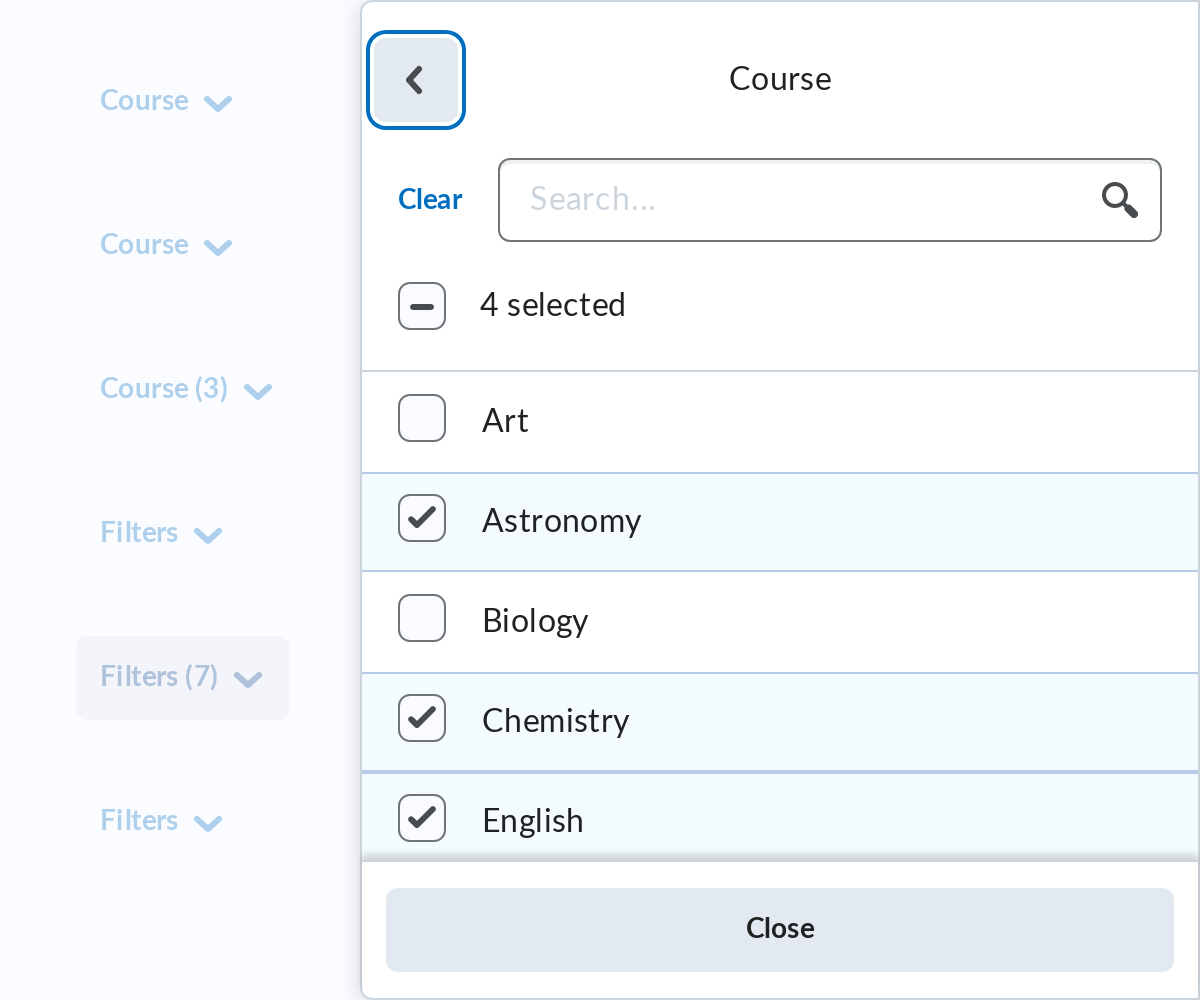 Course
Course
Course (3)
Filters
Filters (7)
Filters
Course
Clear
Search...
4 selected
Art
Astronomy
Biology
Chemistry
English
Close